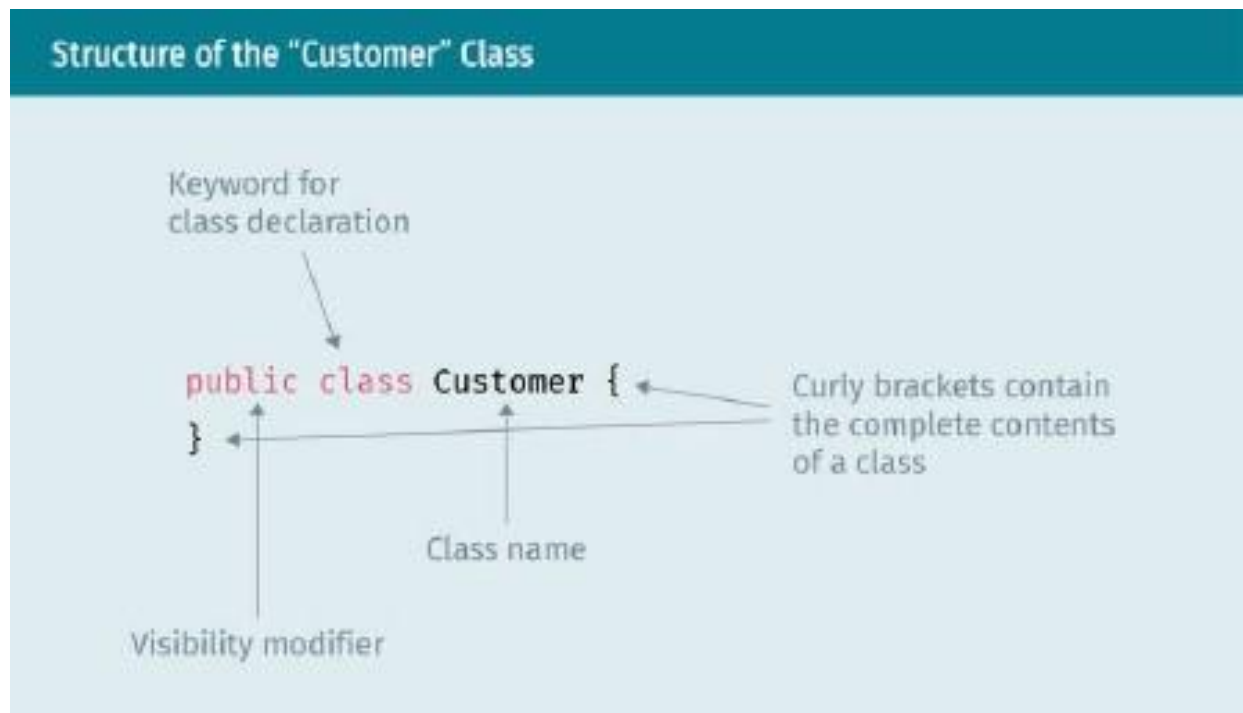 Structure of the “Customer” Class
Keyword for
class declaration
public class Customer {
}
Curly brackets contain
the complete contents
of a class
Class name
Visibility modifier